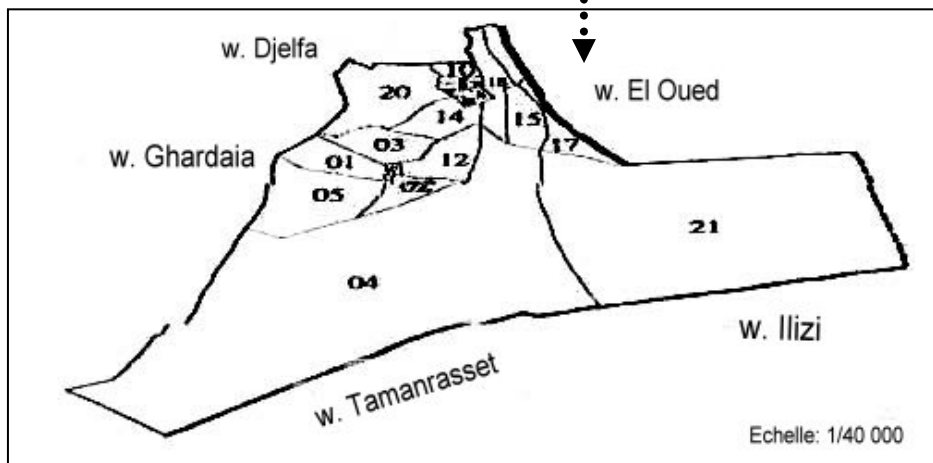 w. Djelfa
w. El Oued
20
15
14
17
03
w. Ghardaia
12
01
05
21
04
w. Ilizi
w. Tamanrasset
Echelle: 1/40 000